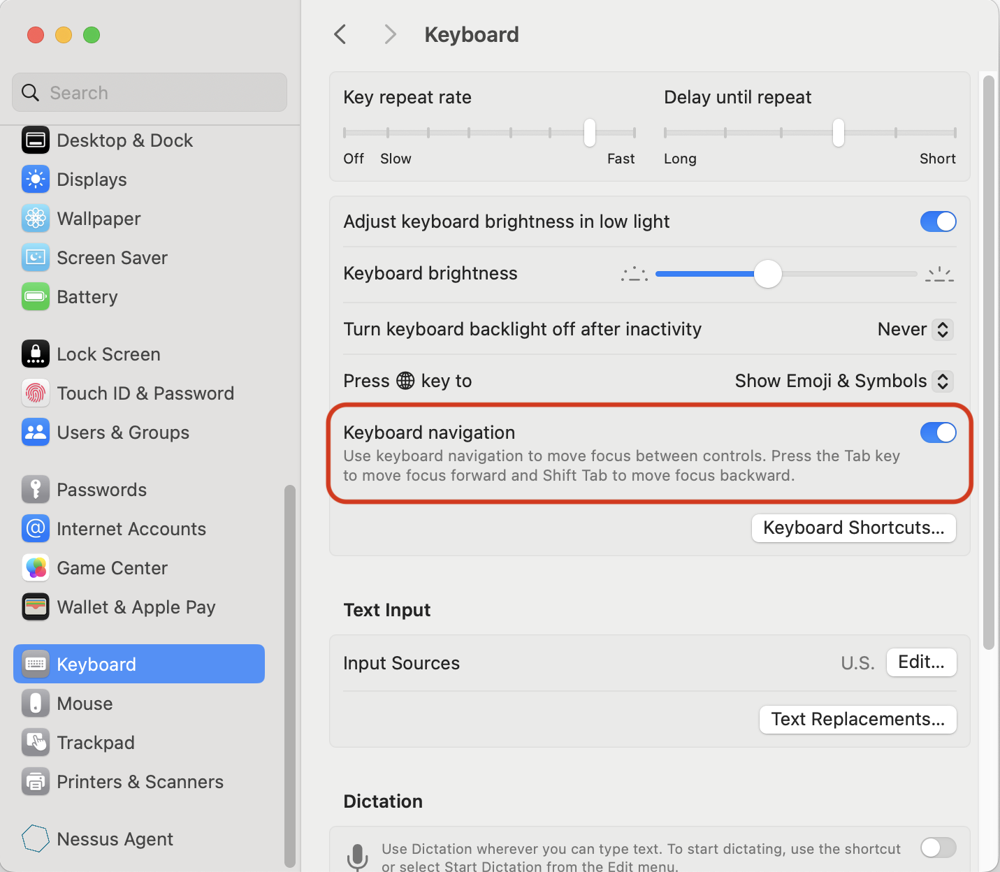 Search
Desktop & Dock
Displays
Wallpaper
Screen Saver
Battery
Lock Screen
Touch ID & Password
Users & Groups
Passwords
Internet Accounts
Game Center
Wallet & Apple Pay
Keyboard
Mouse
Trackpad
Printers & Scanners
Nessus Agent
Keyboard
Key repeat rate
Off Slow Fast
Delay until repeat
Long Short
Adjust keyboard brightness in low light
Keyboard brightness
Turn keyboard backlight off after inactivity Never
Press key to Show Emoji & Symbols
Keyboard navigation
Use keyboard navigation to move focus between controls. Press the Tab key
to move focus forward and Shift Tab to move focus backward.
Keyboard Shortcuts...
Text Input
Input Sources U.S. Edit...
Text Replacements...
Dictation
Use Dictation wherever you can type text. To start dictating, use the shortcut
or select Start Dictation from the Edit menu.